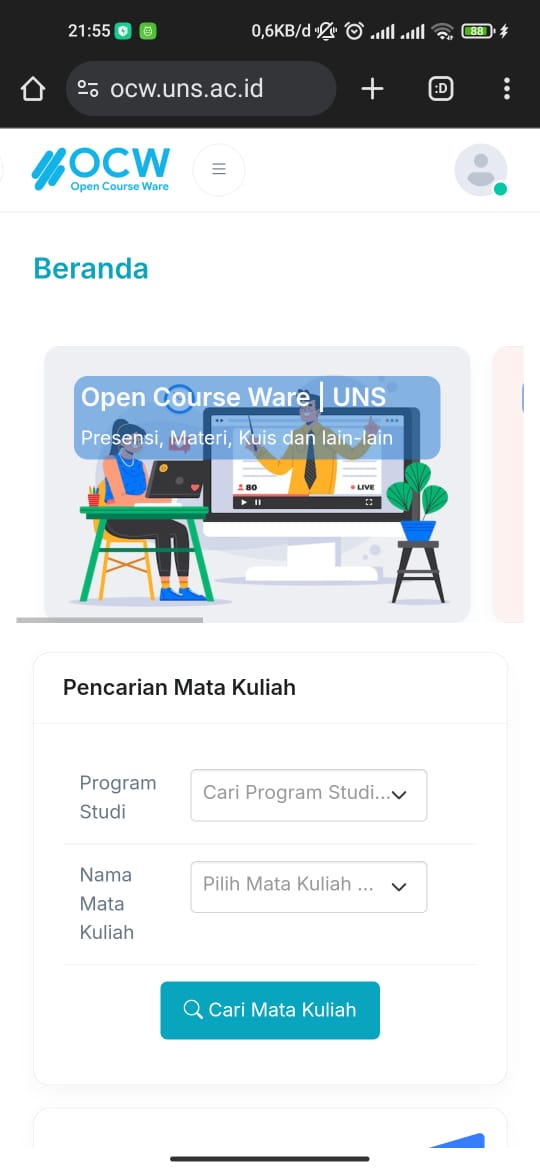 21:55
0,6KB/d
88
ocw.uns.ac.id
:D
OCW
Open Course Ware
Beranda
Open Course Ware | UNS
Presensi, Materi, Kuis dan lain-lain
80
LIVE
Pencarian Mata Kuliah
Program
Studi
Cari Program Studi...
Nama
Mata
Kuliah
Pilih Mata Kuliah ...
Cari Mata Kuliah